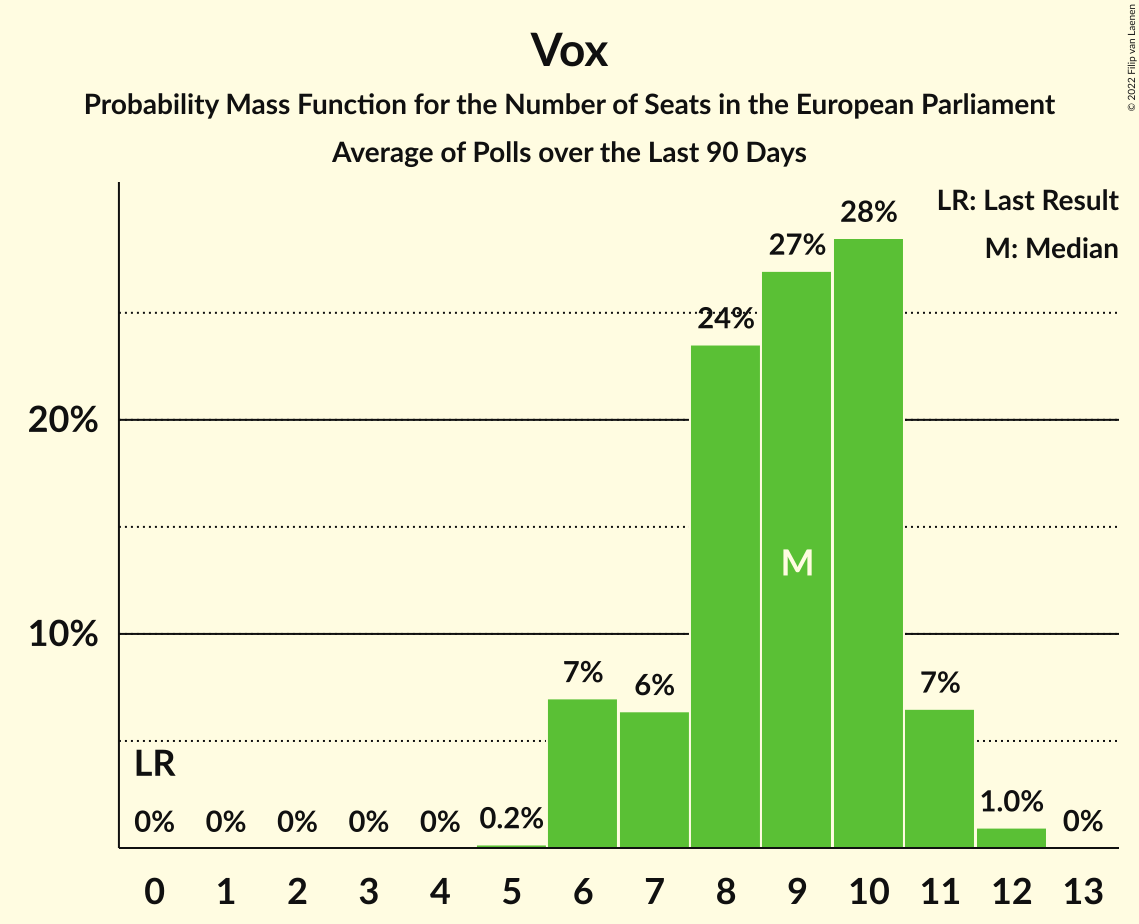 Vox
Probability Mass Function for the Number of Seats in the European Parliament
Average of Polls over the Last 90 Days
© 2022 Filip van Laenen
LR: Last Result
M: Median
28%
27%
24%
20%
M
10%
7%
6%
7%
LR
0%
0%
0%
0%
0%
0.2%
1.0%
0%
0 1 2 3 4 5 6 7 8 9 10 11 12 13